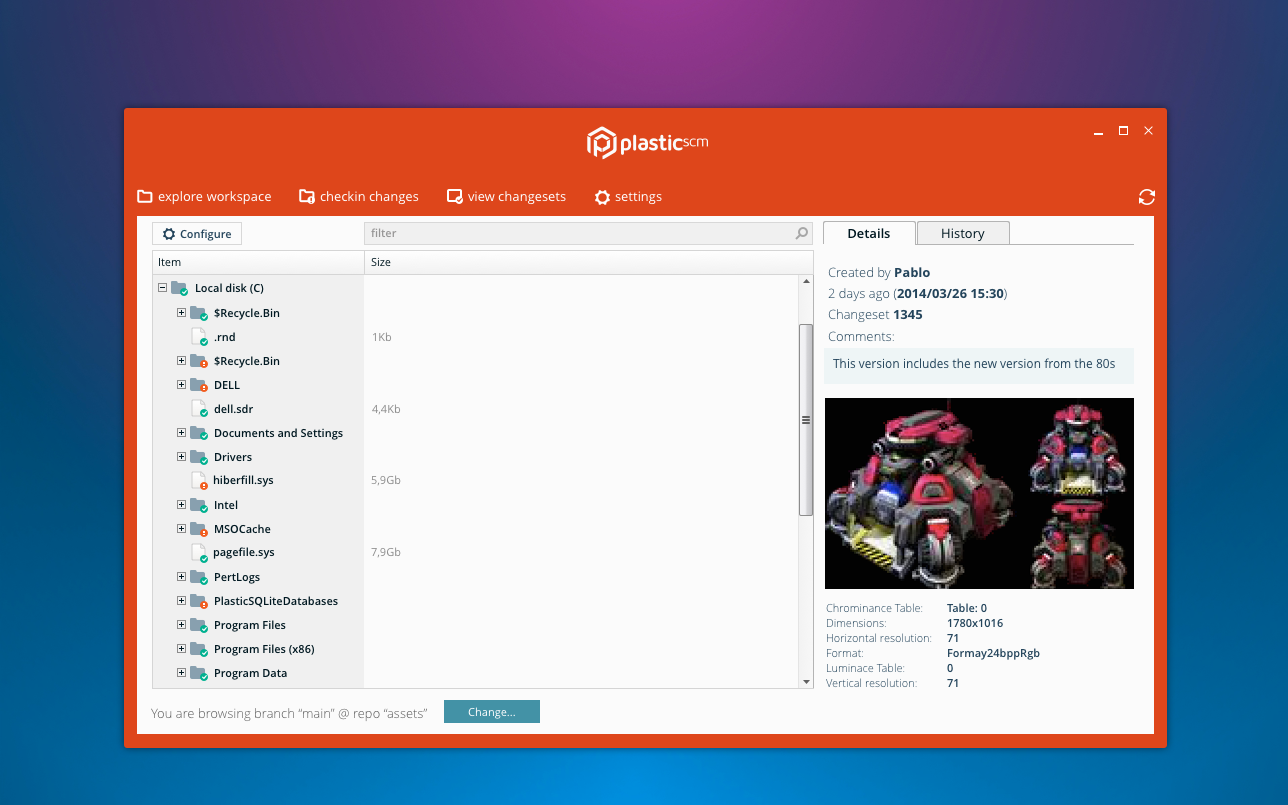 plasticscm
explore workspace checkin changes view changesets settings
Configure filter Details History
Item Size
Local disk (C)
$Recycle.Bin
.rnd 1Kb
$Recycle.Bin
DELL
dell.sdr 4,4Kb
Documents and Settings
Drivers
hiberfill.sys 5,9Gb
Intel
MSOCache
pagefile.sys 7,9Gb
PertLogs
PlasticSQLiteDatabases
Program Files
Program Files (x86)
Program Data
Created by Pablo
2 days ago (2014/03/26 15:30)
Changeset 1345
Comments:
This version includes the new version from the 80s
Chrominance Table: Table: 0
Dimensions: 1780x1016
Horizontal resolution: 71
Format: Formay24bppRgb
Luminace Table: 0
Vertical resolution: 71
You are browsing branch “main” @ repo “assets” Change...